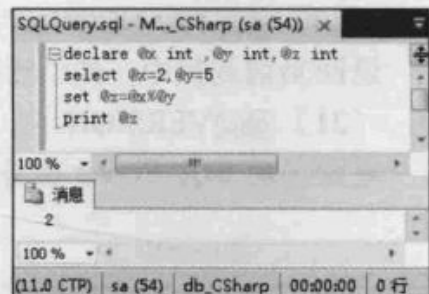 SQLQuery.sql - M..._CSharp (sa (54))
declare @x int ,@y int,@z int
select @x=2,@y=5
set @z=@x%@y
print @z
100 %
消息
2
100 %
(11.0 CTP) sa (54) db_CSharp 00:00:00 0 行